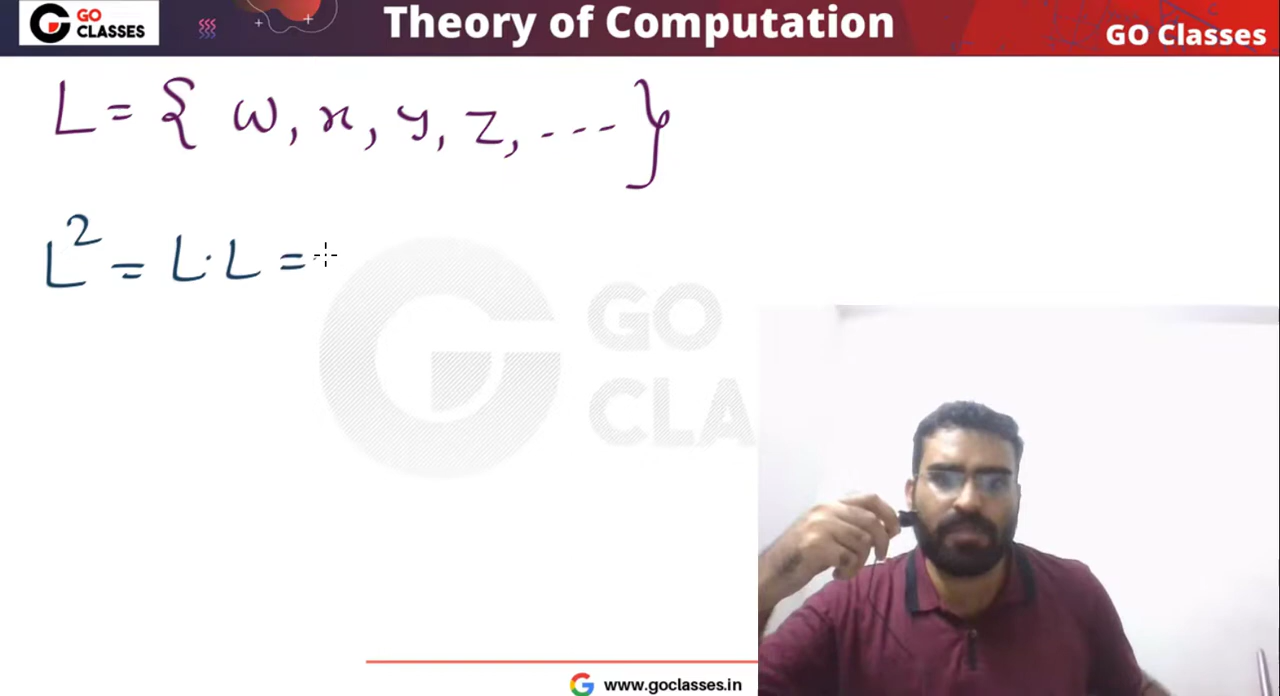 GO
CLASSES
Theory of Computation
GO Classes
L = { w, x, y, z, ---- }
L² = L·L =
GO
CLA
www.goclasses.in